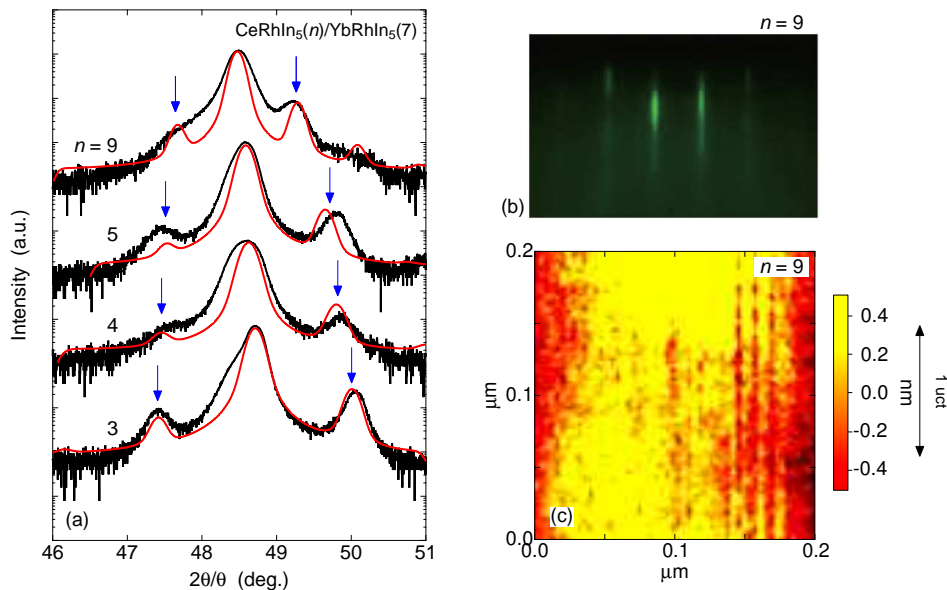 CeRhIn₅(n)/YbRhIn₅(7)
n = 9
5
4
3
Intensity (a.u.)
(a)
46 47 48 49 50 51
2θ/θ (deg.)
n = 9
(b)
n = 9
0.2
0.1
0.0
μm
(c)
0.0 0.1 0.2
μm
0.4
0.2
0.0
-0.2
-0.4
nm
1 uct